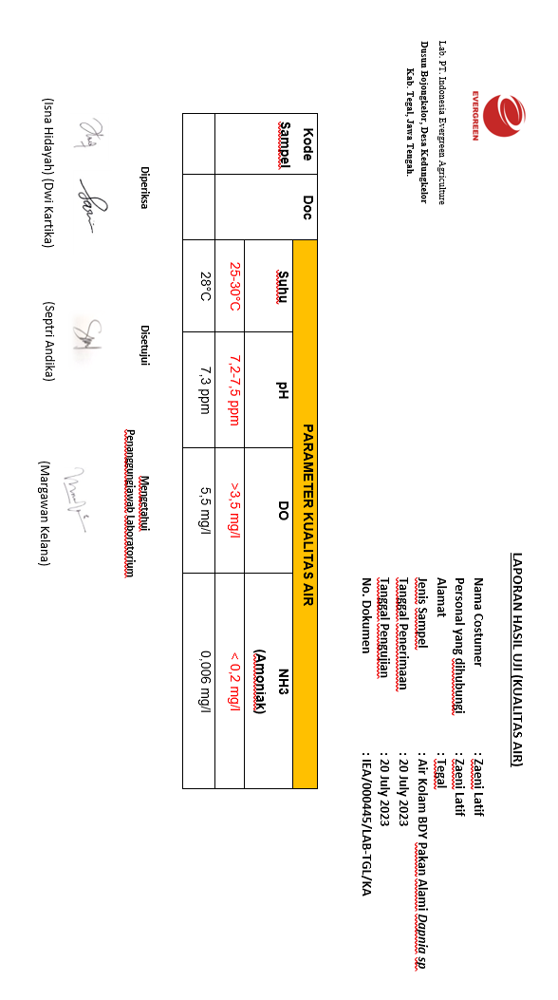 EVERGREEN
Lab. PT. Indonesia Evergreen Agriculture
Dusun Bojongkelor, Desa Kedungkelor
Kab. Tegal, Jawa Tengah.
LAPORAN HASIL UJI (KUALITAS AIR)
Nama Costumer : Zaeni Latif
Personal yang dihubungi : Zaeni Latif
Alamat : Tegal
Jenis Sampel : Air Kolam BDY Pakan Alami Dapnia sp
Tanggal Penerimaan : 20 July 2023
Tanggal Pengujian : 20 July 2023
No. Dokumen : IEA/000445/LAB-TGL/KA
Kode Sampel Doc PARAMETER KUALITAS AIR
Suhu pH DO NH3 (Amoniak)
25-30°C 7,2-7,5 ppm >3,5 mg/l < 0,2 mg/l
28°C 7,3 ppm 5,5 mg/l 0,006 mg/l
Diperiksa Disetujui Mengetahui
Penanggungjawab Laboratorium
(Isna Hidayah) (Dwi Kartika) (Septri Andika) (Margawan Kelana)